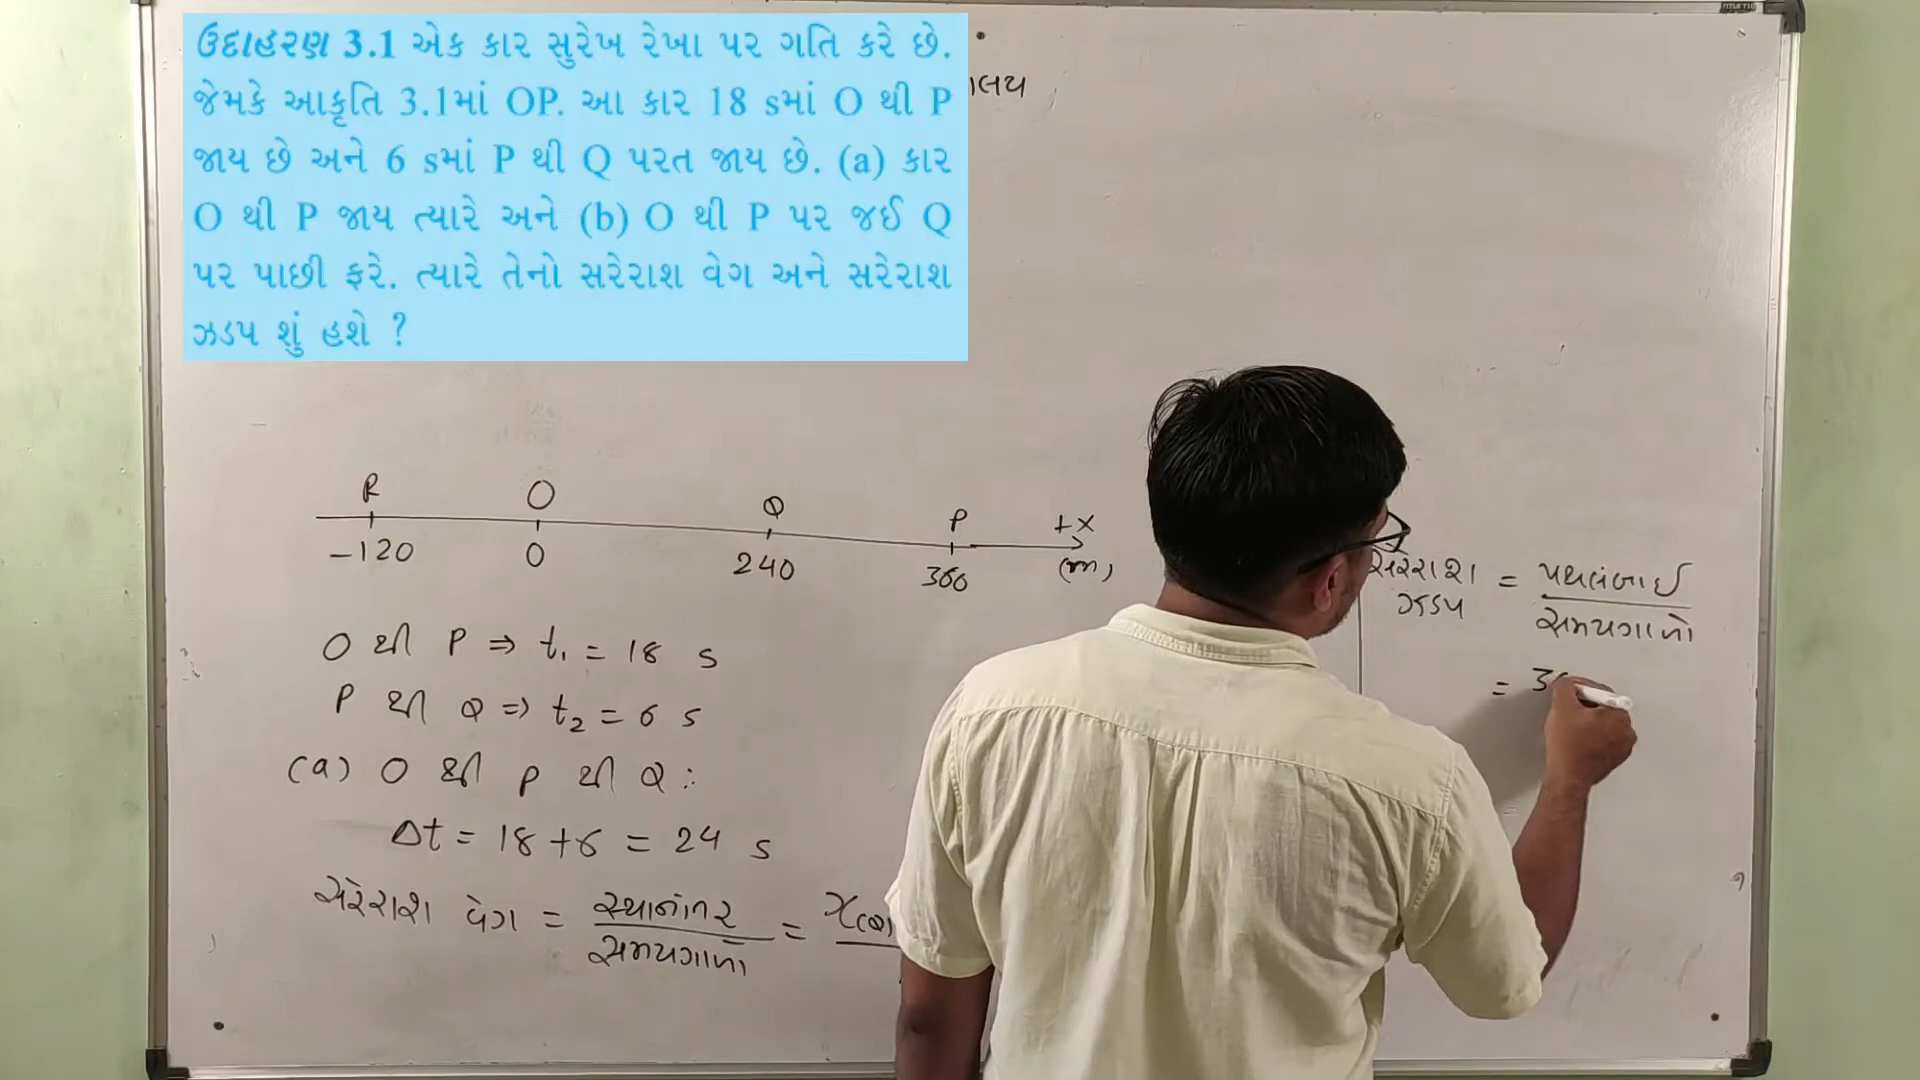 ઉદાહરણ 3.1 એક કાર સુરેખ રેખા પર ગતિ કરે છે.
જેમકે આકૃતિ 3.1માં OP. આ કાર 18 sમાં O થી P
જાય છે અને 6 sમાં P થી Q પરત જાય છે. (a) કાર
O થી P જાય ત્યારે અને (b) O થી P પર જઈ Q
પર પાછી ફરે. ત્યારે તેનો સરેરાશ વેગ અને સરેરાશ
ઝડપ શું હશે ?
R O Q P +x
-120 0 240 360 (m)
O થી P ⇒ t₁ = 18 s
P થી Q ⇒ t₂ = 6 s
(a) O થી P થી Q :
Δt = 18 + 6 = 24 s
સરેરાશ વેગ = સ્થાનાંતર / સમયગાળો = x(Q)
સરેરાશ ઝડપ = પથલંબાઈ / સમયગાળો
= 3